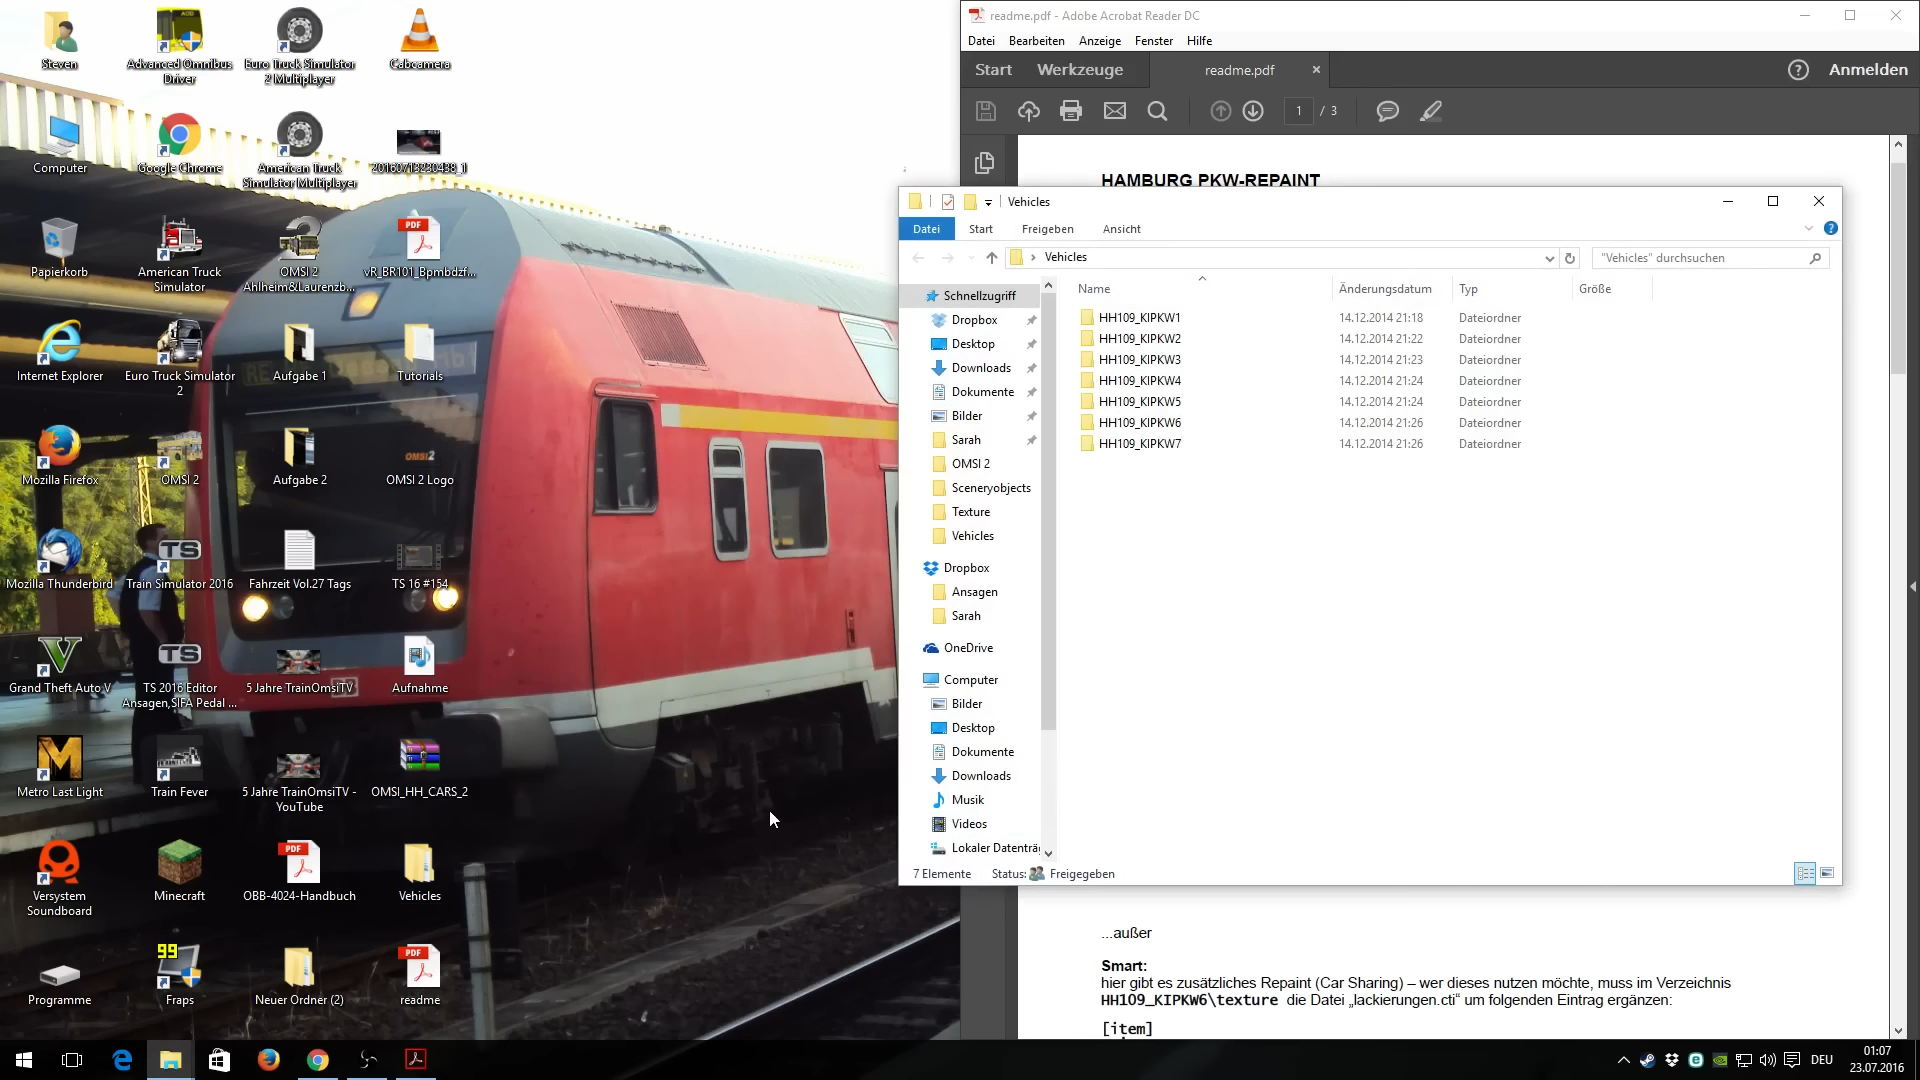 Steven
Advanced Omnibus
Driver
Euro Truck Simulator
2 Multiplayer
Cabcamera
Computer
Google Chrome
American Truck
Simulator Multiplayer
20160713230438_1
Papierkorb
American Truck
Simulator
OMSI 2
Ahlheim&Laurenzb...
PDF
vR_BR101_Bpmbdzf...
Internet Explorer
Euro Truck Simulator
2
Aufgabe 1
Tutorials
Mozilla Firefox
OMSI 2
Aufgabe 2
OMSI2
OMSI 2 Logo
Mozilla Thunderbird
TS
Train Simulator 2016
Fahrzeit Vol.27 Tags
TS 16 #154
Grand Theft Auto V
TS
TS 2016 Editor
Ansagen,SIFA Pedal ...
5 Jahre TrainOmsiTV
Aufnahme
Metro Last Light
Train Fever
5 Jahre TrainOmsiTV -
YouTube
OMSI_HH_CARS_2
Versystem
Soundboard
Minecraft
PDF
OBB-4024-Handbuch
Vehicles
Programme
99
Fraps
Neuer Ordner (2)
PDF
readme
readme.pdf - Adobe Acrobat Reader DC
Datei Bearbeiten Anzeige Fenster Hilfe
Start Werkzeuge readme.pdf Anmelden
1 / 3
HAMBURG PKW-REPAINT
Vehicles
Datei Start Freigeben Ansicht
Vehicles
"Vehicles" durchsuchen
Schnellzugriff
Dropbox
Desktop
Downloads
Dokumente
Bilder
Sarah
OMSI 2
Sceneryobjects
Texture
Vehicles
Dropbox
Ansagen
Sarah
OneDrive
Computer
Bilder
Desktop
Dokumente
Downloads
Musik
Videos
Lokaler Datenträ
Name Änderungsdatum Typ Größe
HH109_KIPKW1 14.12.2014 21:18 Dateiordner
HH109_KIPKW2 14.12.2014 21:22 Dateiordner
HH109_KIPKW3 14.12.2014 21:23 Dateiordner
HH109_KIPKW4 14.12.2014 21:24 Dateiordner
HH109_KIPKW5 14.12.2014 21:24 Dateiordner
HH109_KIPKW6 14.12.2014 21:26 Dateiordner
HH109_KIPKW7 14.12.2014 21:26 Dateiordner
7 Elemente Status: Freigegeben
...außer
Smart:
hier gibt es zusätzliches Repaint (Car Sharing) – wer dieses nutzen möchte, muss im Verzeichnis
HH109_KIPKW6\texture die Datei „lackierungen.cti“ um folgenden Eintrag ergänzen:
[item]
DEU
01:07
23.07.2016